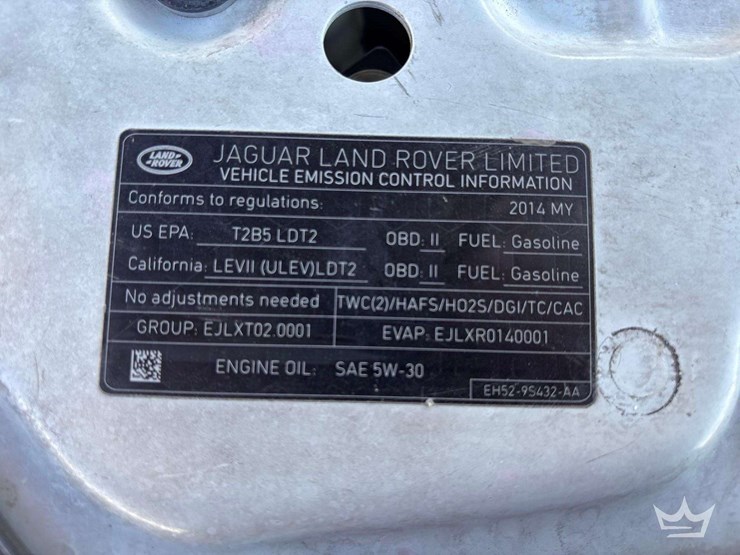 LAND ROVER
JAGUAR LAND ROVER LIMITED
VEHICLE EMISSION CONTROL INFORMATION
Conforms to regulations: 2014 MY
US EPA: T2B5 LDT2 OBD: II FUEL: Gasoline
California: LEVII (ULEV)LDT2 OBD: II FUEL: Gasoline
No adjustments needed TWC(2)/HAFS/HO2S/DGI/TC/CAC
GROUP: EJLXT02.0001 EVAP: EJLXR0140001
ENGINE OIL: SAE 5W-30
EH52-9S432-AA